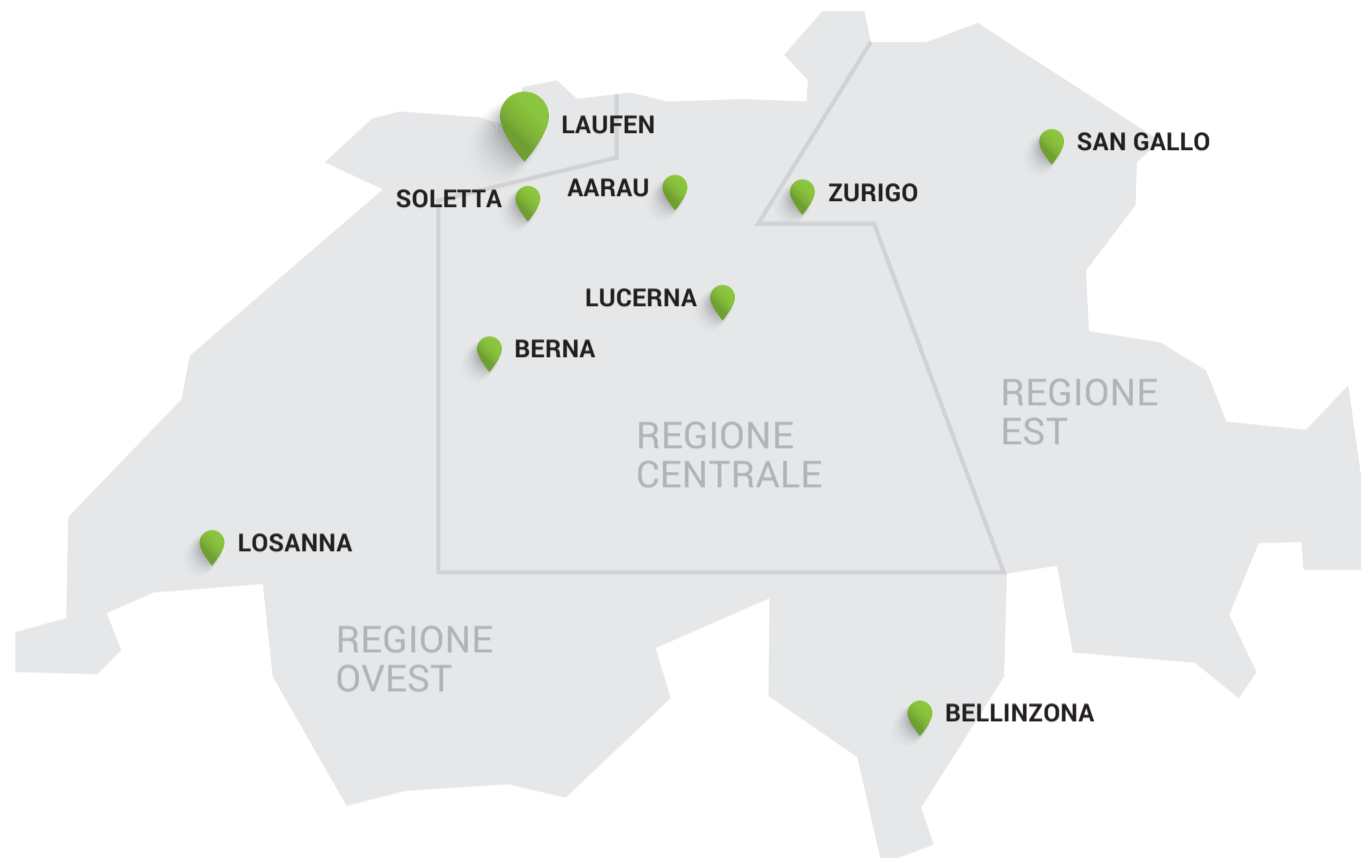 LAUFEN
SAN GALLO
SOLETTA
AARAU
ZURIGO
LUCERNA
BERNA
REGIONE
EST
REGIONE
CENTRALE
LOSANNA
REGIONE
OVEST
BELLINZONA